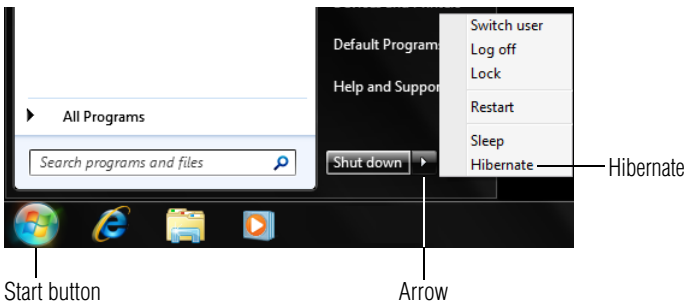 Switch user
Default Program
Log off
Lock
Help and Suppor
Restart
All Programs
Sleep
Search programs and files
Shut down
Hibernate
Hibernate
Start button
Arrow